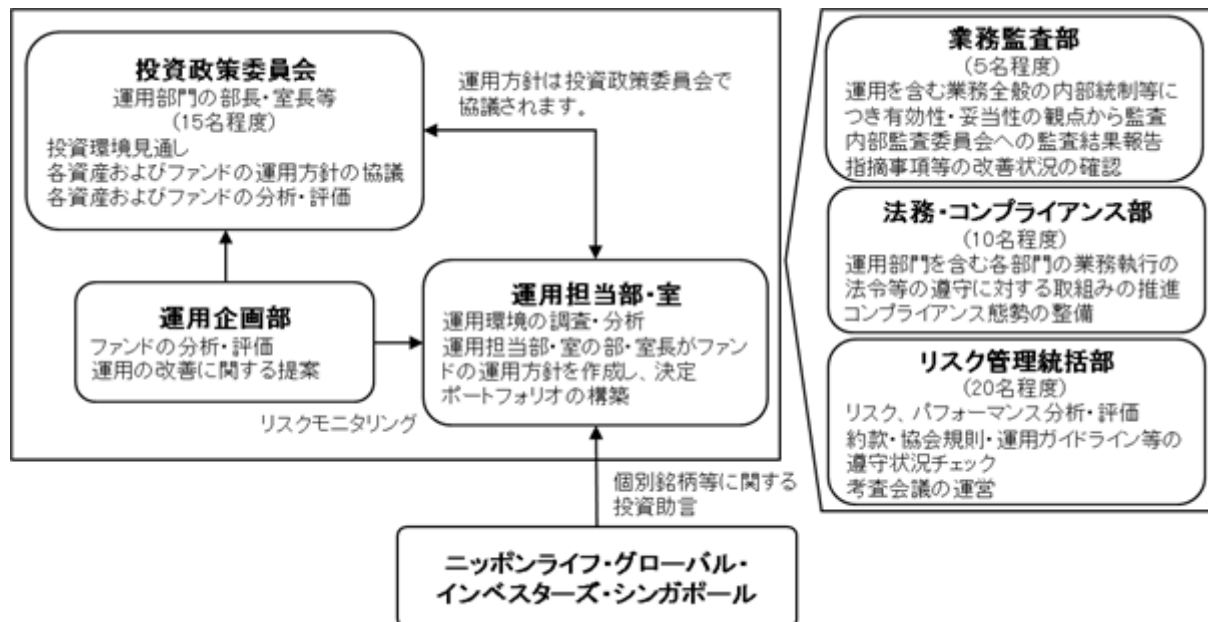 投資政策委員会
運用部門の部長・室長等
(15名程度)
投資環境見通し
各資産およびファンドの運用方針の協議
各資産およびファンドの分析・評価
運用方針は投資政策委員会で
協議されます。
運用企画部
ファンドの分析・評価
運用の改善に関する提案
リスクモニタリング
運用担当部・室
運用環境の調査・分析
運用担当部・室の部・室長がファン
ドの運用方針を作成し、決定
ポートフォリオの構築
個別銘柄等に関する
投資助言
ニッポンライフ・グローバル・
インベスターズ・シンガポール
業務監査部
(5名程度)
運用を含む業務全般の内部統制等に
つき有効性・妥当性の観点から監査
内部監査委員会への監査結果報告
指摘事項等の改善状況の確認
法務・コンプライアンス部
(10名程度)
運用部門を含む各部門の業務執行の
法令等の遵守に対する取組みの推進
コンプライアンス態勢の整備
リスク管理統括部
(20名程度)
リスク、パフォーマンス分析・評価
約款・協会規則・運用ガイドライン等の
遵守状況チェック
考査会議の運営